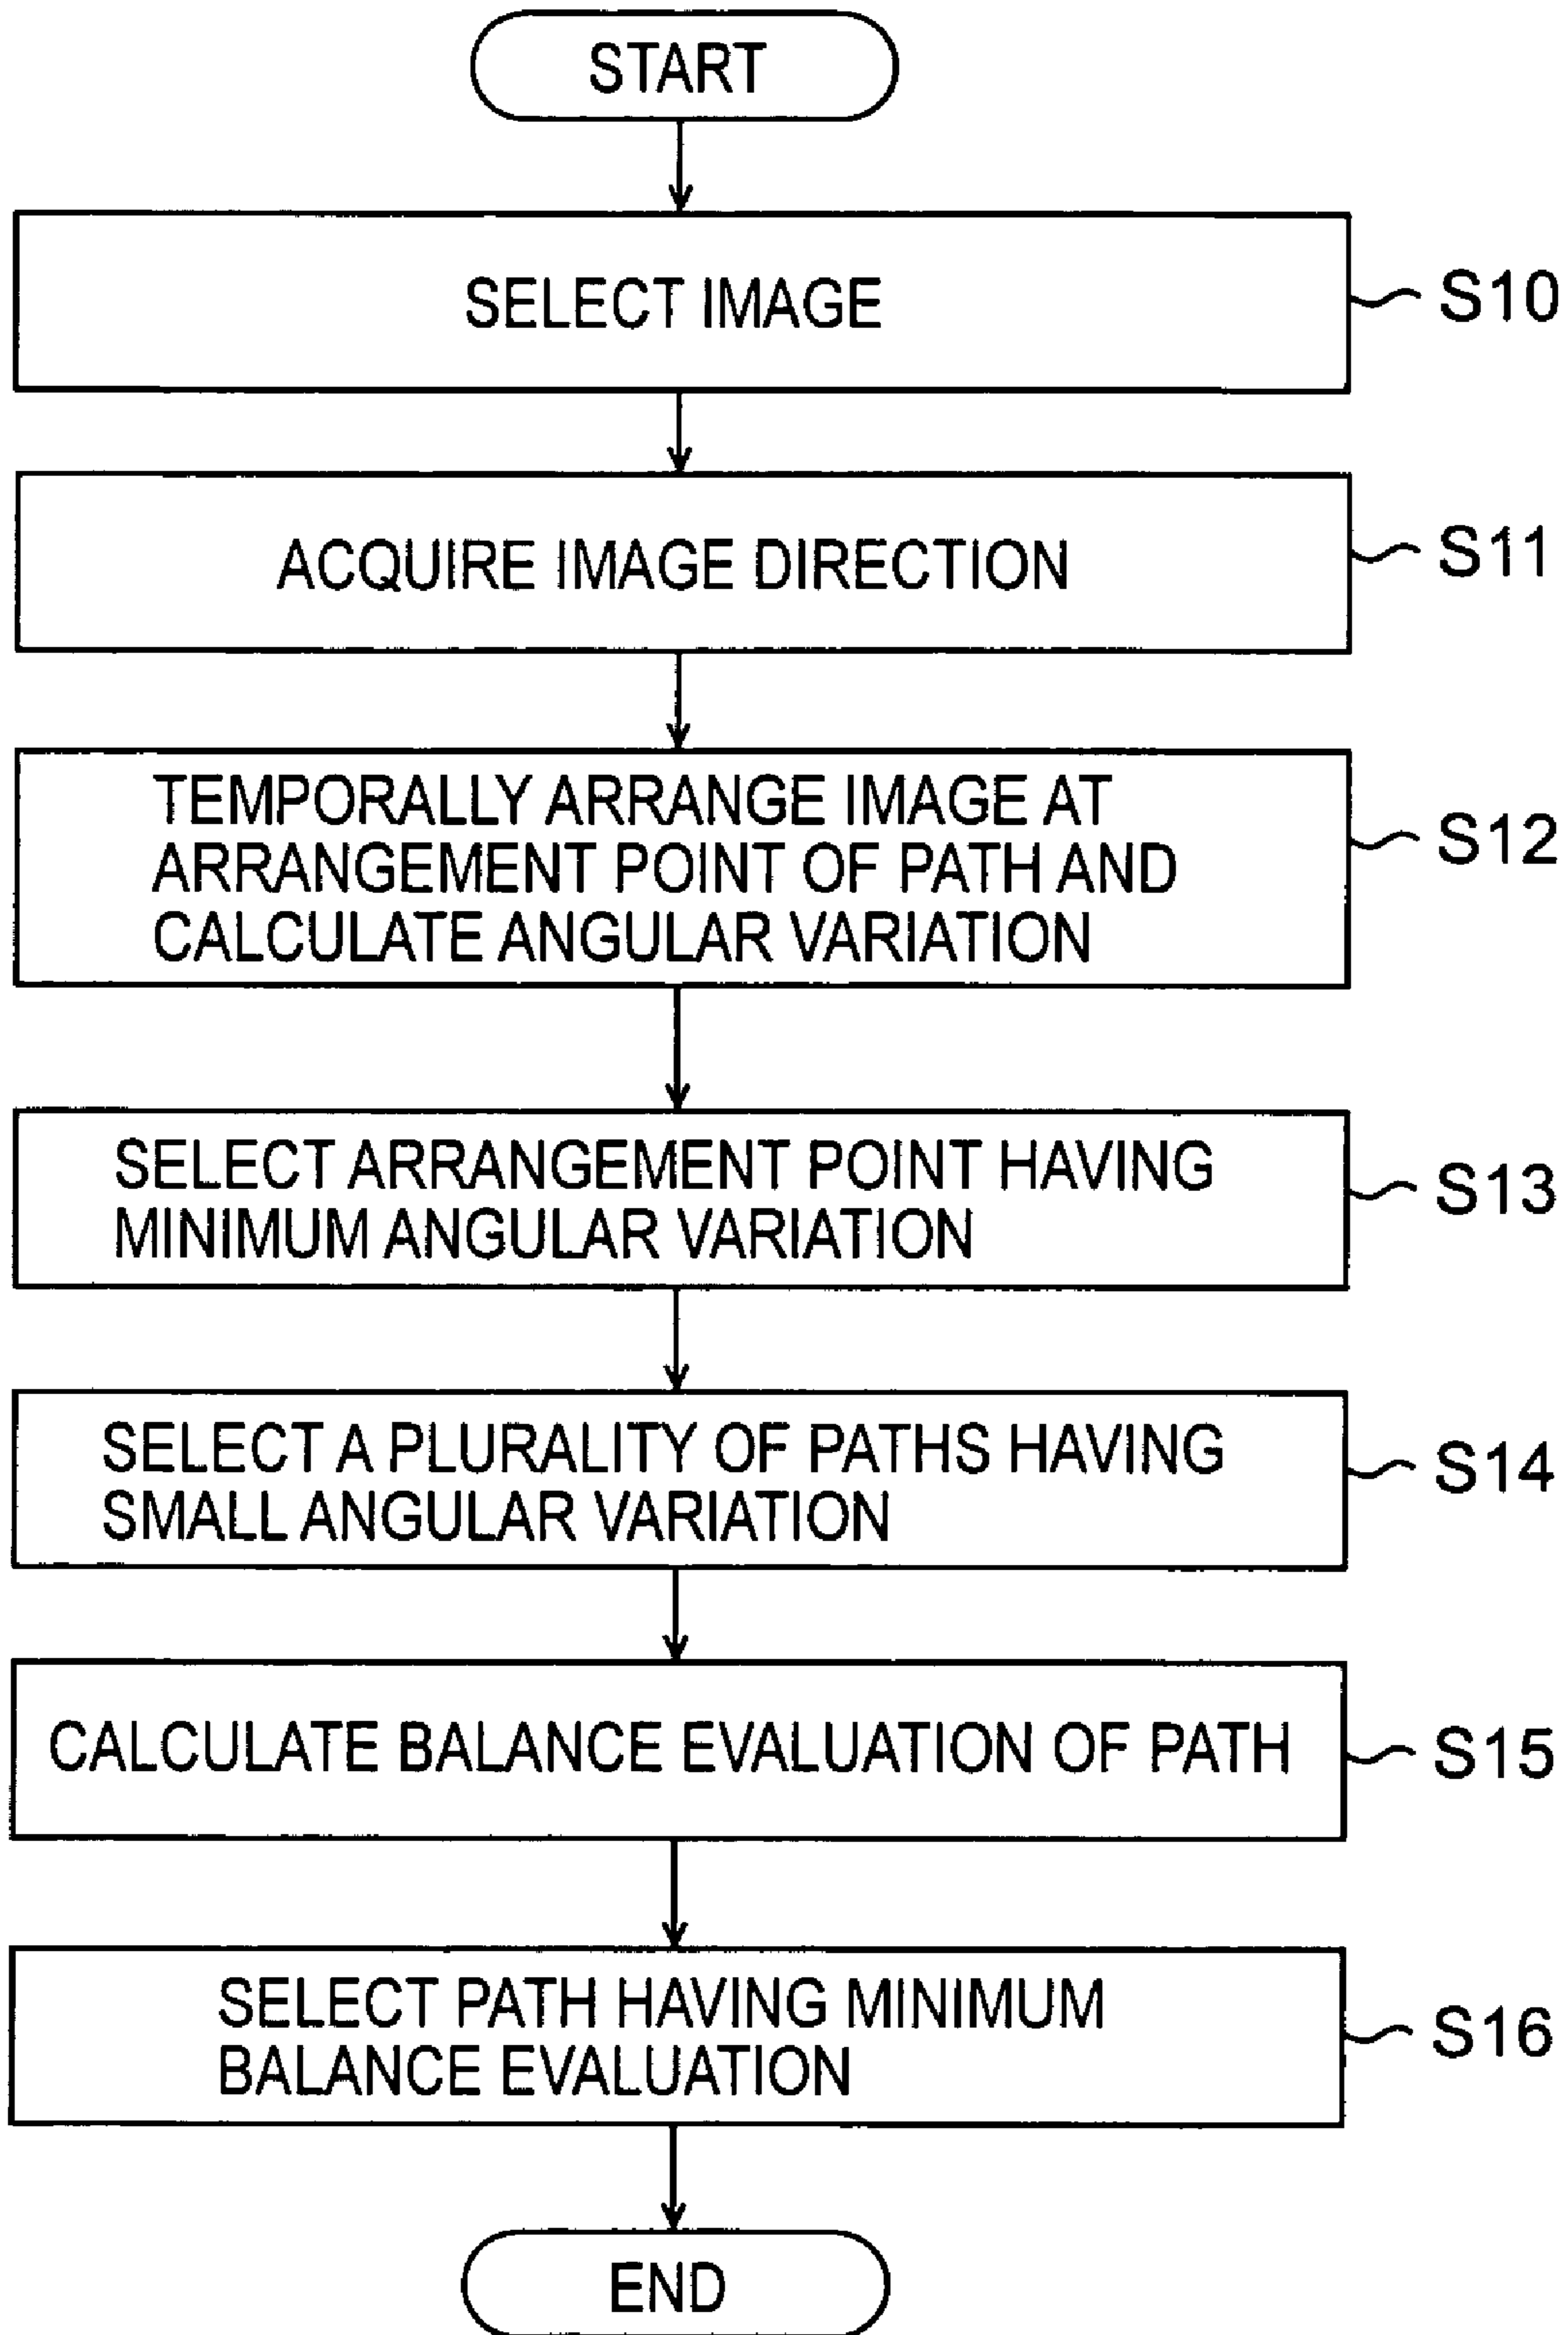 START
SELECT IMAGE
S10
ACQUIRE IMAGE DIRECTION
S11
TEMPORALLY ARRANGE IMAGE AT
ARRANGEMENT POINT OF PATH AND
CALCULATE ANGULAR VARIATION
S12
SELECT ARRANGEMENT POINT HAVING
MINIMUM ANGULAR VARIATION
S13
SELECT A PLURALITY OF PATHS HAVING
SMALL ANGULAR VARIATION
S14
CALCULATE BALANCE EVALUATION OF PATH
S15
SELECT PATH HAVING MINIMUM
BALANCE EVALUATION
S16
END